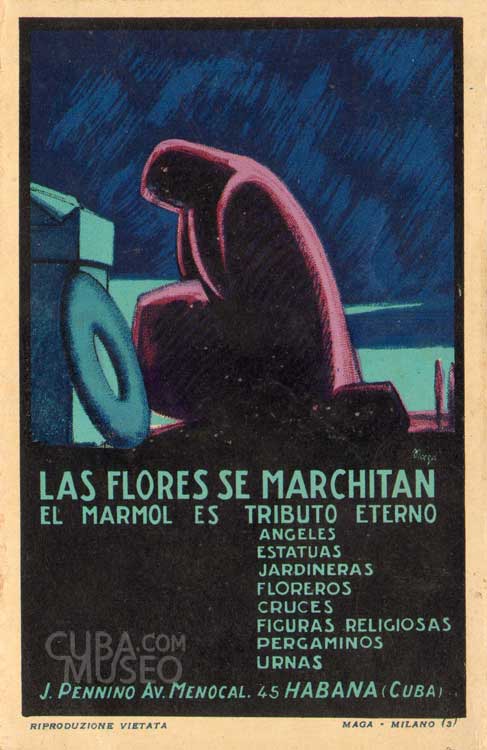 Maga
LAS FLORES SE MARCHITAN
EL MARMOL ES TRIBUTO ETERNO
ANGELES
ESTATUAS
JARDINERAS
FLOREROS
CRUCES
FIGURAS RELIGIOSAS
PERGAMINOS
URNAS
CUBA.COM
MUSEO
J. PENNINO AV. MENOCAL. 45 HABANA (CUBA)
RIPRODUZIONE VIETATA
MAGA - MILANO (3)